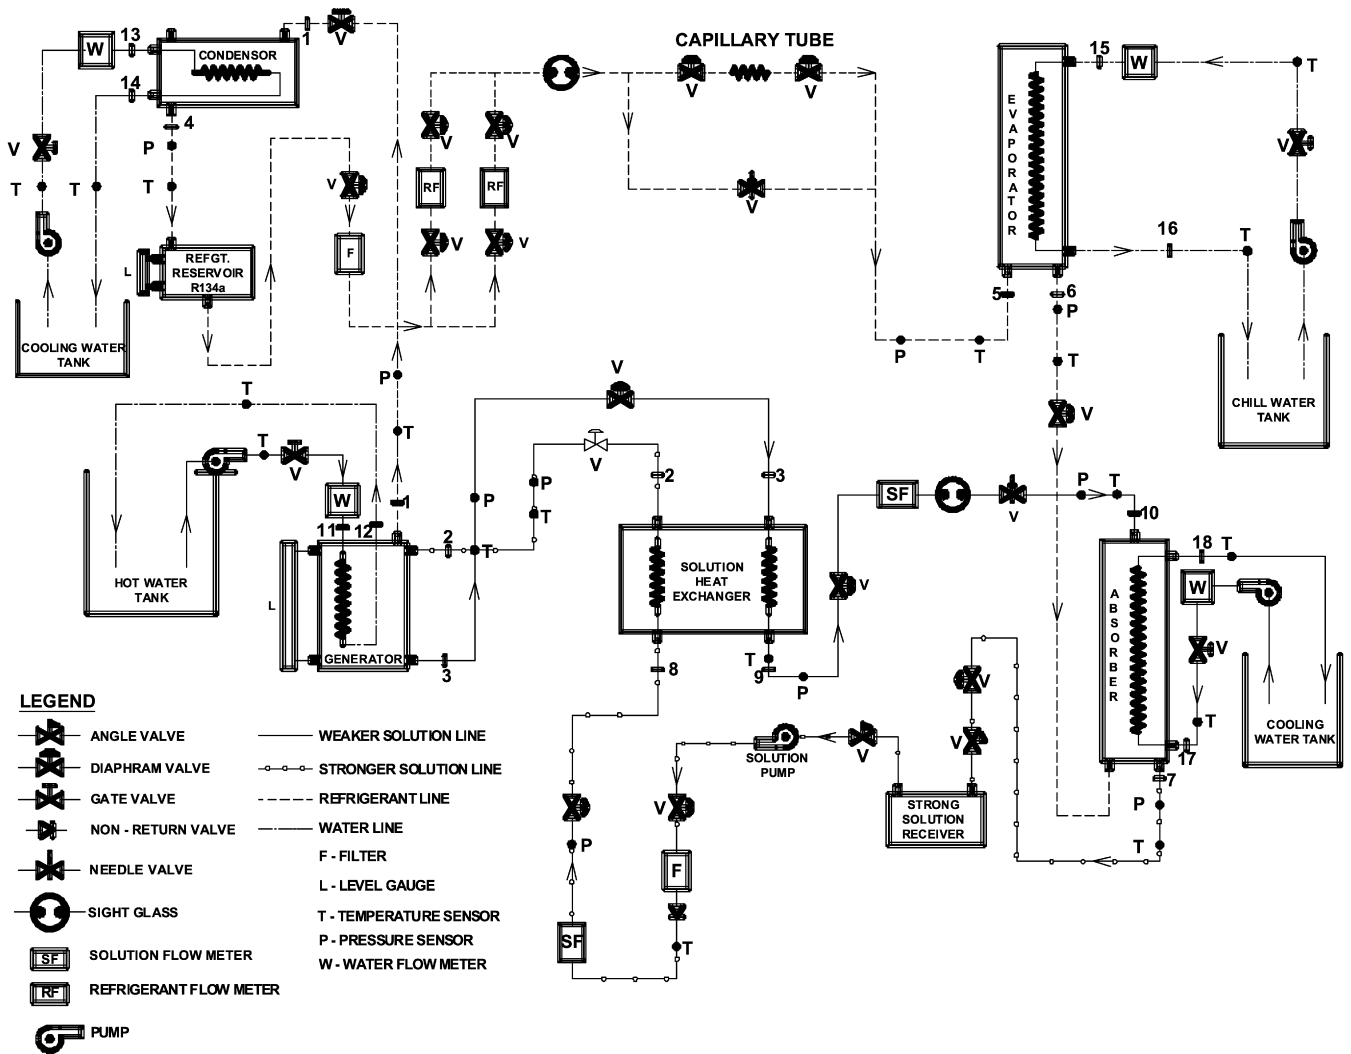 CAPILLARY TUBE
1
V
13
W
CONDENSOR
14
4
V
P
T
T
T
REFGT.
RESERVOIR
R134a
L
COOLING WATER
TANK
V
F
V
V
RF
RF
V
V
V
V
V
EVAPORATOR
15
W
T
V
16
T
5
6
P
T
P
T
V
CHILL WATER
TANK
P
T
T
T
V
W
11
12
1
HOT WATER
TANK
L
GENERATOR
2
3
P
T
P
T
V
V
2
3
SOLUTION
HEAT
EXCHANGER
8
T
9
P
V
SF
V
P
T
10
ABSORBER
18
T
W
V
T
17
7
P
T
COOLING
WATER TANK
V
V
STRONG
SOLUTION
RECEIVER
V
SOLUTION
PUMP
V
F
T
SF
P
V
LEGEND
ANGLE VALVE
DIAPHRAM VALVE
GATE VALVE
NON - RETURN VALVE
NEEDLE VALVE
SIGHT GLASS
SF
SOLUTION FLOW METER
RF
REFRIGERANT FLOW METER
PUMP
WEAKER SOLUTION LINE
STRONGER SOLUTION LINE
REFRIGERANT LINE
WATER LINE
F - FILTER
L - LEVEL GAUGE
T - TEMPERATURE SENSOR
P - PRESSURE SENSOR
W - WATER FLOW METER